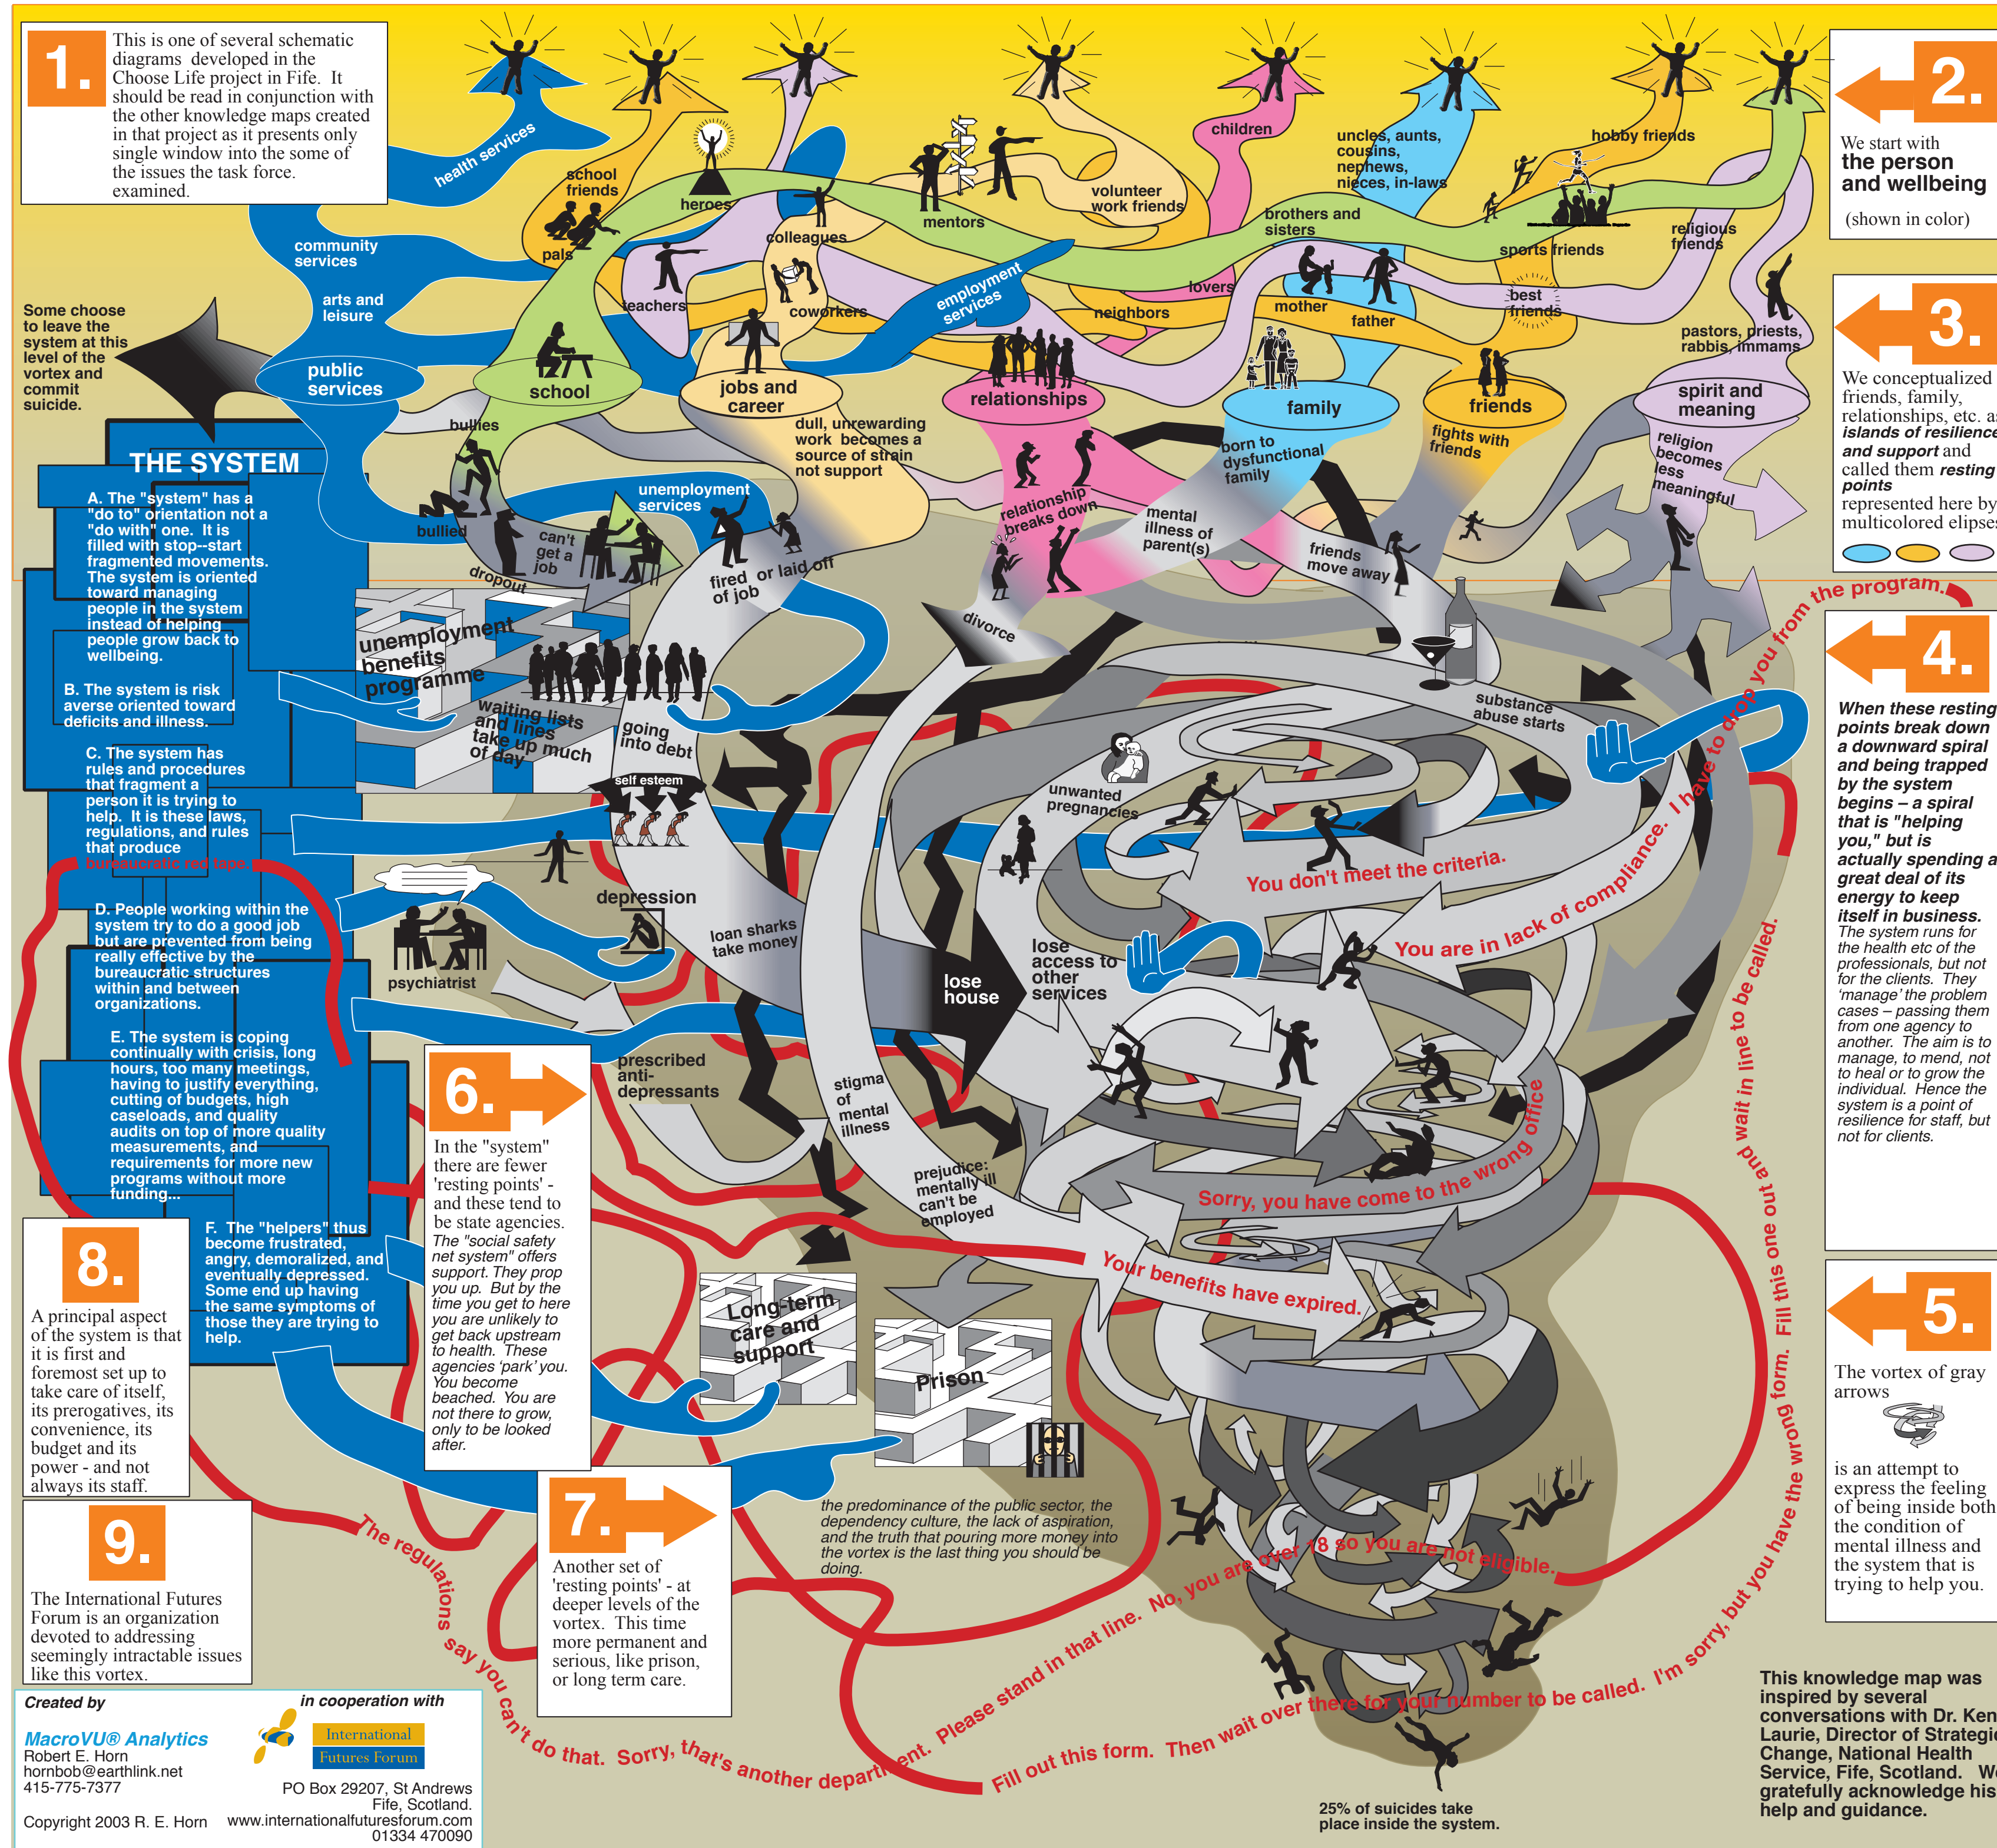 1.
This is one of several schematic
diagrams developed in the
Choose Life project in Fife. It
should be read in conjunction with
the other knowledge maps created
in that project as it presents only
single window into the some of
the issues the task force.
examined.
2.
We start with
the person
and wellbeing
(shown in color)
health services
school
friends
heroes
pals
colleagues
mentors
volunteer
work friends
children
uncles, aunts,
cousins,
nephews,
nieces, in-laws
hobby friends
brothers and
sisters
sports friends
religious
friends
community
services
arts and
leisure
teachers
coworkers
employment
services
neighbors
lovers
mother
father
best
friends
pastors, priests,
rabbis, immams
Some choose
to leave the
system at this
level of the
vortex and
commit
suicide.
public
services
school
jobs and
career
relationships
family
friends
spirit and
meaning
3.
We conceptualized
friends, family,
relationships, etc. as
islands of resilience
and support and
called them resting
points
represented here by
multicolored elipses
bullies
bullied
dropout
can't
get a
job
unemployment
services
dull, unrewarding
work becomes a
source of strain
not support
fired or laid off
of job
relationship
breaks down
divorce
born to
dysfunctional
family
mental
illness of
parent(s)
fights with
friends
friends
move away
religion
becomes
less
meaningful
THE SYSTEM
A. The "system" has a
"do to" orientation not a
"do with" one. It is
filled with stop--start
fragmented movements.
The system is oriented
toward managing
people in the system
instead of helping
people grow back to
wellbeing.
B. The system is risk
averse oriented toward
deficits and illness.
C. The system has
rules and procedures
that fragment a
person it is trying to
help. It is these laws,
regulations, and rules
that produce
bureaucratic red tape.
D. People working within the
system try to do a good job
but are prevented from being
really effective by the
bureaucratic structures
within and between
organizations.
E. The system is coping
continually with crisis, long
hours, too many meetings,
having to justify everything,
cutting of budgets, high
caseloads, and quality
audits on top of more quality
measurements, and
requirements for more new
programs without more
funding...
F. The "helpers" thus
become frustrated,
angry, demoralized, and
eventually depressed.
Some end up having
the same symptoms of
those they are trying to
help.
unemployment
benefits
programme
waiting lists
and lines
take up much
of day
going
into debt
self esteem
depression
psychiatrist
loan sharks
take money
lose
house
lose
access to
other
services
prescribed
anti-
depressants
stigma
of
mental
illness
prejudice:
mentally ill
can't be
employed
unwanted
pregnancies
substance
abuse starts
You don't meet the criteria.
You are in lack of compliance. I have to drop you from the program.
Sorry, you have come to the wrong office
Your benefits have expired.
4.
When these resting
points break down
a downward spiral
and being trapped
by the system
begins – a spiral
that is "helping
you," but is
actually spending a
great deal of its
energy to keep
itself in business.
The system runs for
the health etc of the
professionals, but not
for the clients. They
'manage' the problem
cases – passing them
from one agency to
another. The aim is to
manage, to mend, not
to heal or to grow the
individual. Hence the
system is a point of
resilience for staff, but
not for clients.
5.
The vortex of gray
arrows
is an attempt to
express the feeling
of being inside both
the condition of
mental illness and
the system that is
trying to help you.
6.
In the "system"
there are fewer
'resting points' -
and these tend to
be state agencies.
The "social safety
net system" offers
support. They prop
you up. But by the
time you get to here
you are unlikely to
get back upstream
to health. These
agencies 'park' you.
You become
beached. You are
not there to grow,
only to be looked
after.
Long-term
care and
support
Prison
7.
Another set of
'resting points' - at
deeper levels of the
vortex. This time
more permanent and
serious, like prison,
or long term care.
the predominance of the public sector, the
dependency culture, the lack of aspiration,
and the truth that pouring more money into
the vortex is the last thing you should be
doing.
8.
A principal aspect
of the system is that
it is first and
foremost set up to
take care of itself,
its prerogatives, its
convenience, its
budget and its
power - and not
always its staff.
9.
The International Futures
Forum is an organization
devoted to addressing
seemingly intractable issues
like this vortex.
The regulations say you can't do that. Sorry, that's another department. Please stand in that line. No, you are over 18 so you are not eligible.
Fill out this form. Then wait over there for your number to be called. I'm sorry, but you have the wrong form. Fill this one out and wait in line to be called.
25% of suicides take
place inside the system.
Created by
MacroVU® Analytics
Robert E. Horn
hornbob@earthlink.net
415-775-7377
Copyright 2003 R. E. Horn
in cooperation with
International
Futures Forum
PO Box 29207, St Andrews
Fife, Scotland.
www.internationalfuturesforum.com
01334 470090
This knowledge map was
inspired by several
conversations with Dr. Ken
Laurie, Director of Strategic
Change, National Health
Service, Fife, Scotland. We
gratefully acknowledge his
help and guidance.